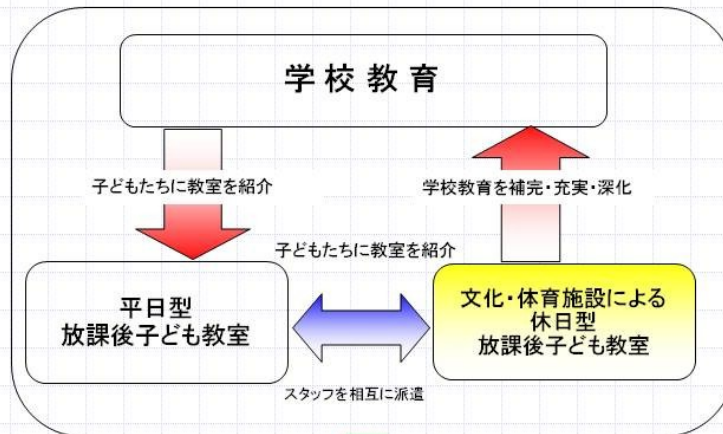 学校教育
子どもたちに教室を紹介
学校教育を補完・充実・深化
子どもたちに教室を紹介
平日型
放課後子ども教室
文化・体育施設による
休日型
放課後子ども教室
スタッフを相互に派遣